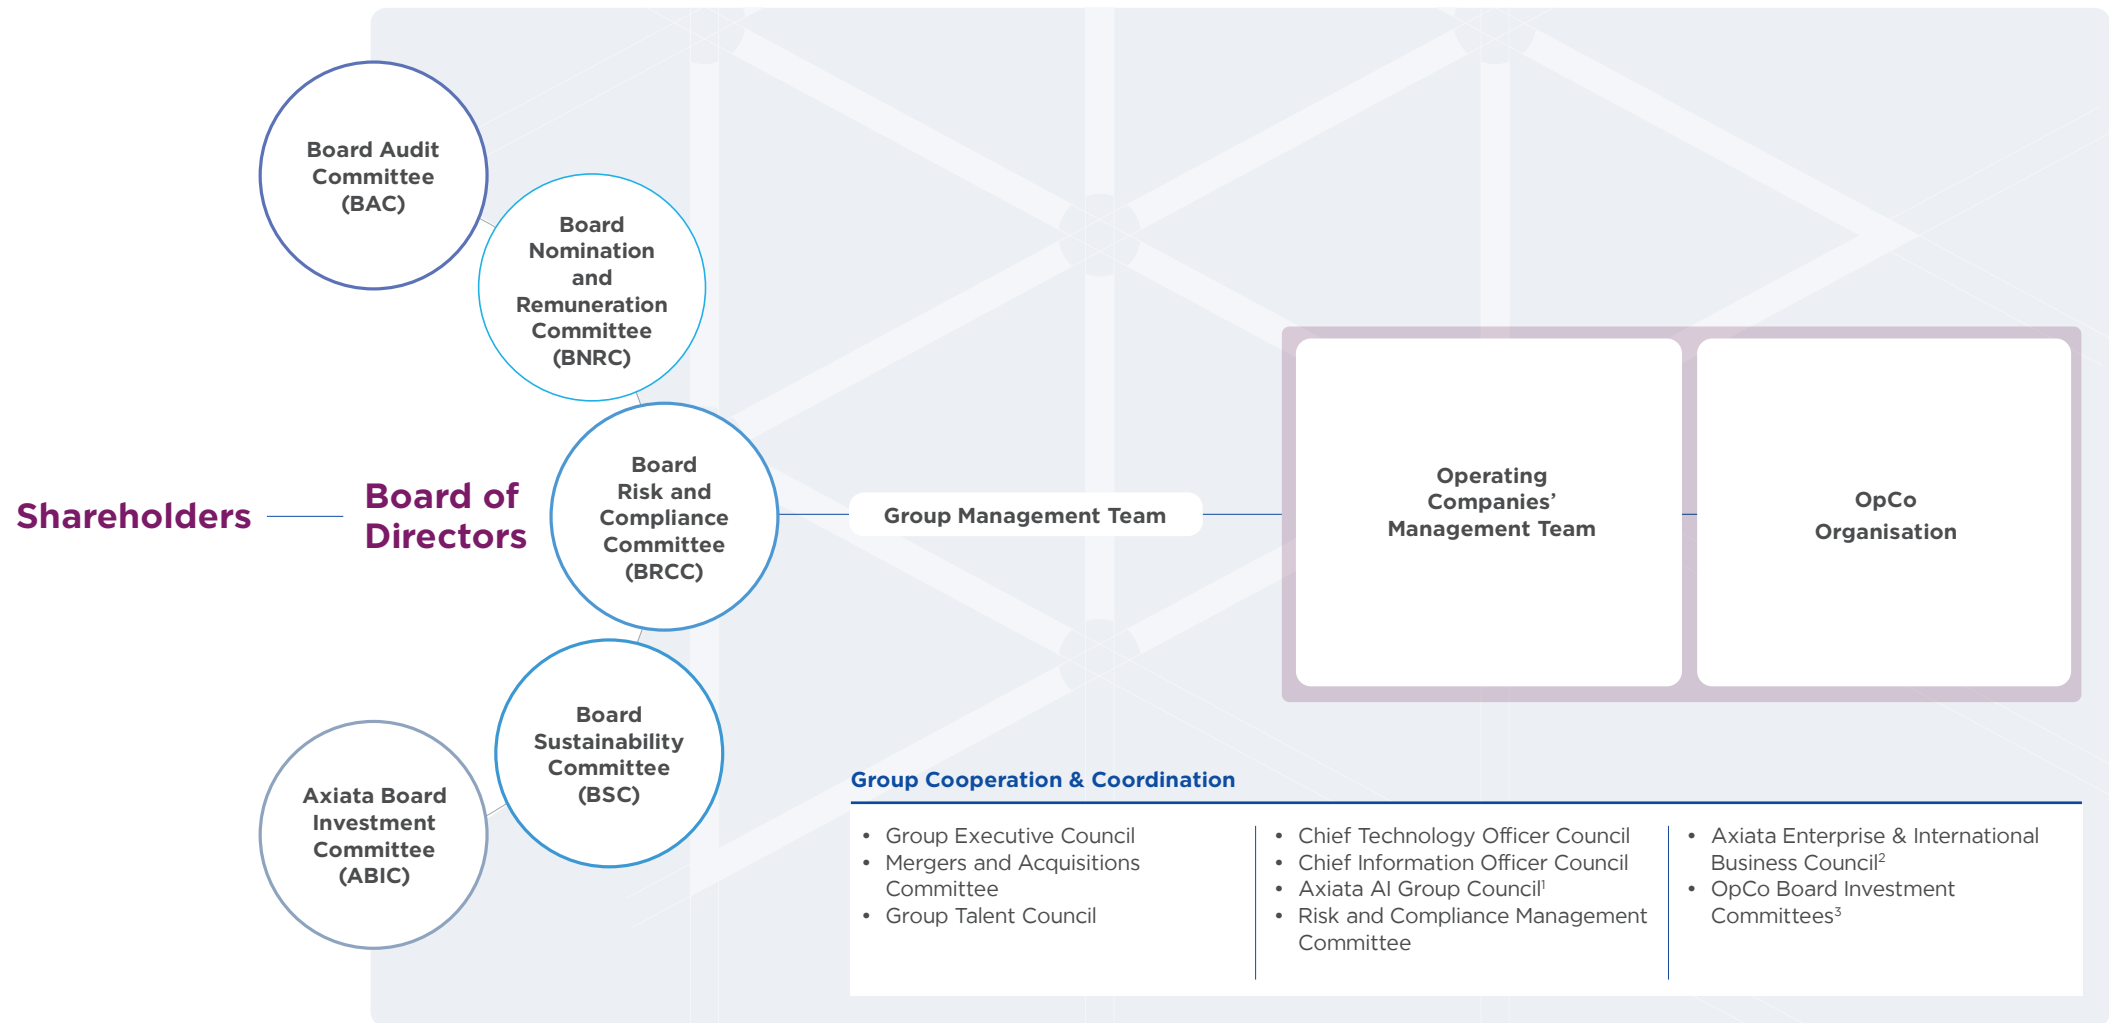 Shareholders
Board of
Directors
Board Audit
Committee
(BAC)
Board
Nomination
and
Remuneration
Committee
(BNRC)
Board
Risk and
Compliance
Committee
(BRCC)
Board
Sustainability
Committee
(BSC)
Axiata Board
Investment
Committee
(ABIC)
Group Management Team
Operating
Companies’
Management Team
OpCo
Organisation
Group Cooperation & Coordination
• Group Executive Council
• Mergers and Acquisitions
Committee
• Group Talent Council
• Chief Technology Officer Council
• Chief Information Officer Council
• Axiata AI Group Council¹
• Risk and Compliance Management
Committee
• Axiata Enterprise & International
Business Council²
• OpCo Board Investment
Committees³